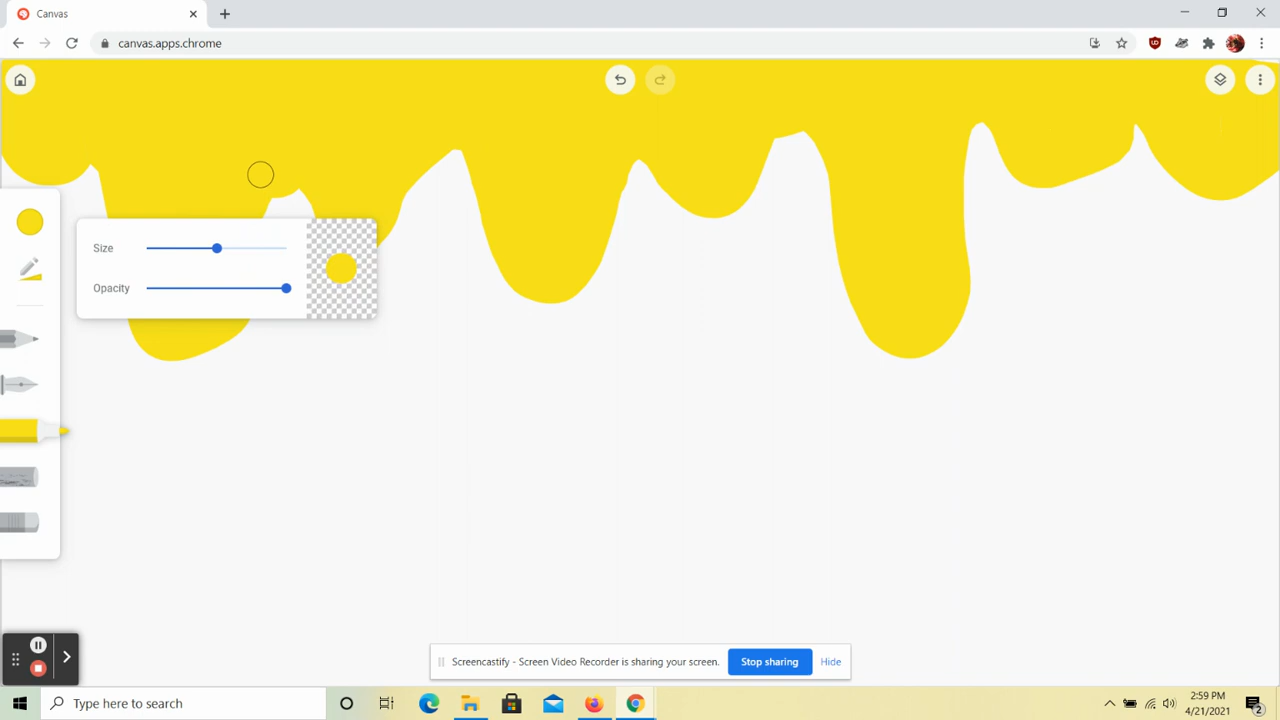 Canvas
canvas.apps.chrome
Size
Opacity
Screencastify - Screen Video Recorder is sharing your screen.
Stop sharing
Hide
Type here to search
2:59 PM
4/21/2021
2